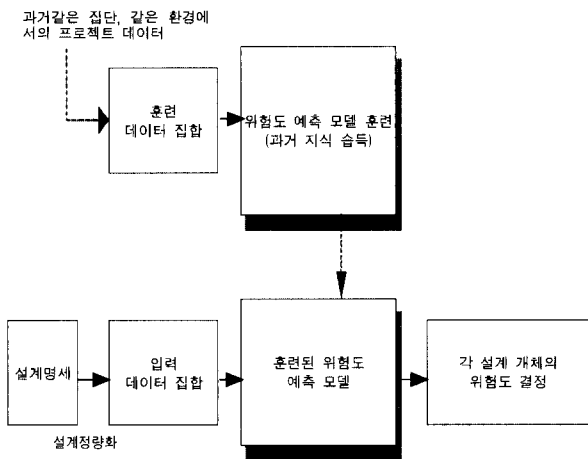 과거같은 집단, 같은 환경에
서의 프로젝트 데이터
훈련
데이터 집합
위험도 예측 모델 훈련
(과거 지식 습득)
설계명세
입력
데이터 집합
훈련된 위험도
예측 모델
각 설계 개체의
위험도 결정
설계정량화